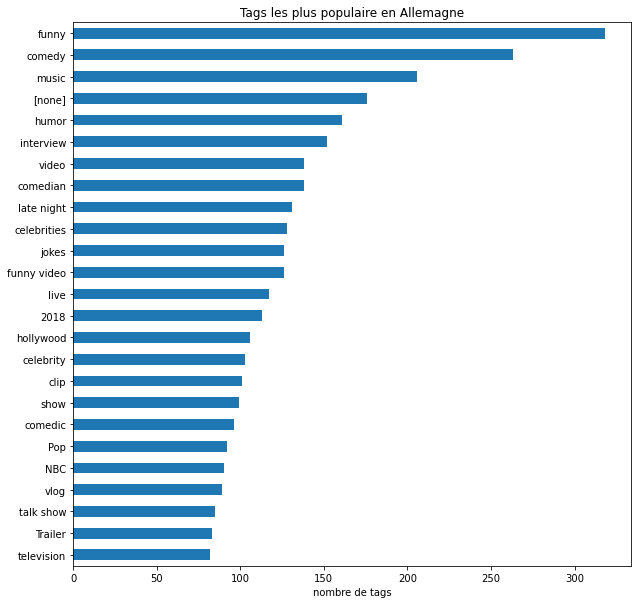 Tags les plus populaire en Allemagne
funny
comedy
music
[none]
humor
interview
video
comedian
late night
celebrities
jokes
funny video
live
2018
hollywood
celebrity
clip
show
comedic
Pop
NBC
vlog
talk show
Trailer
television
0 50 100 150 200 250 300
nombre de tags